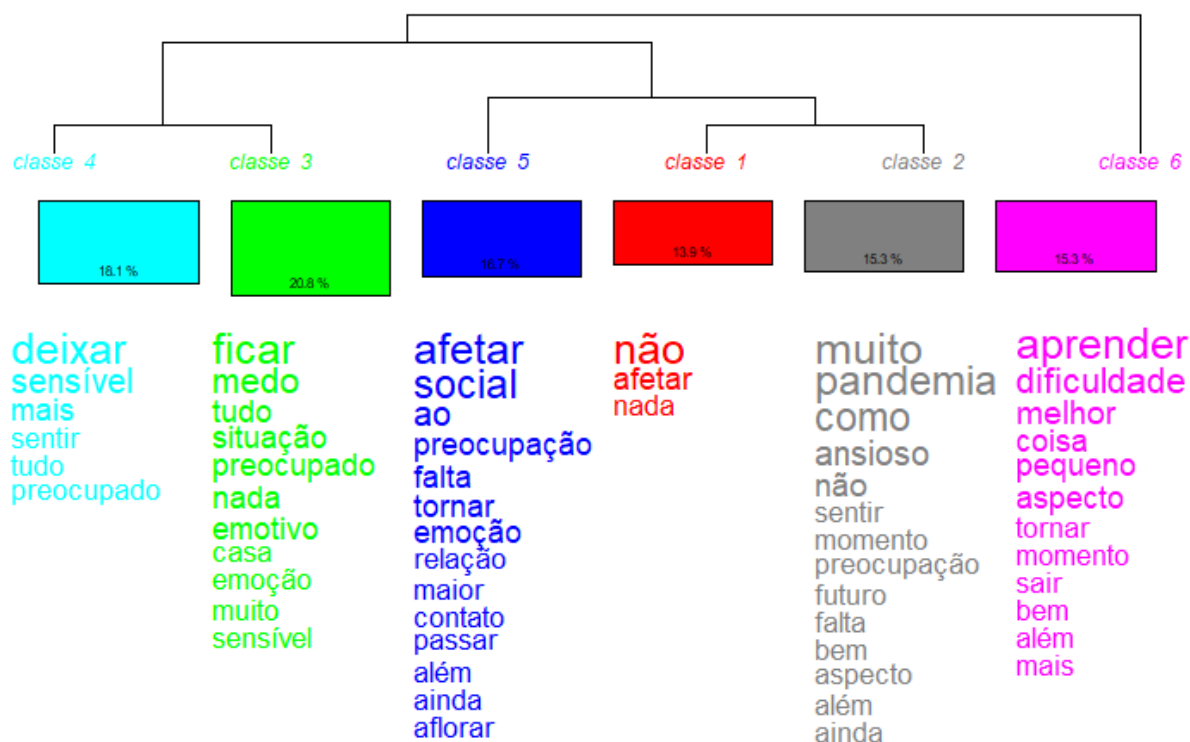 classe 4
classe 3
classe 5
classe 1
classe 2
classe 6
18.1 %
20.8 %
16.7 %
13.9 %
15.3 %
15.3 %
deixar
sensível
mais
sentir
tudo
preocupado
ficar
medo
tudo
situação
preocupado
nada
emotivo
casa
emoção
muito
sensível
afetar
social
ao
preocupação
falta
tornar
emoção
relação
maior
contato
passar
além
ainda
aflorar
não
afetar
nada
muito
pandemia
como
ansioso
não
sentir
momento
preocupação
futuro
falta
bem
aspecto
além
ainda
aprender
dificuldade
melhor
coisa
pequeno
aspecto
tornar
momento
sair
bem
além
mais